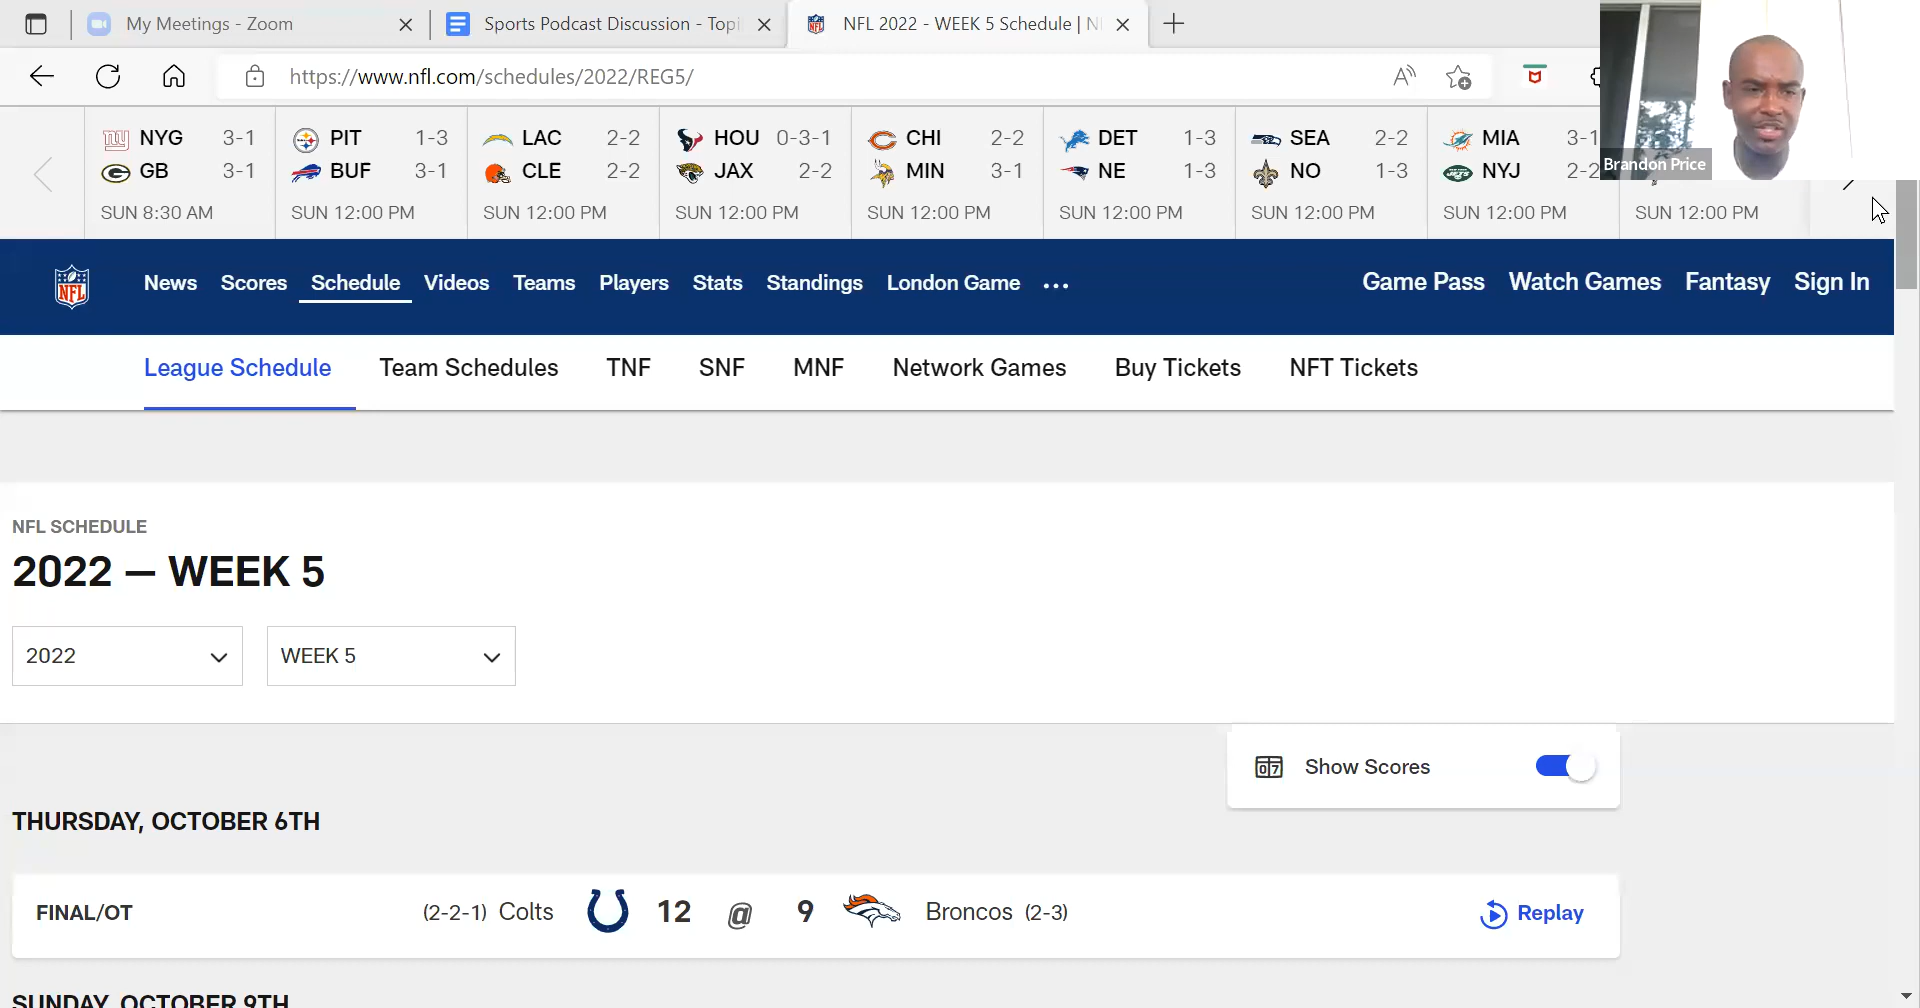 My Meetings - Zoom
Sports Podcast Discussion - Topi
NFL 2022 - WEEK 5 Schedule | N
https://www.nfl.com/schedules/2022/REG5/
NYG 3-1
GB 3-1
SUN 8:30 AM
PIT 1-3
BUF 3-1
SUN 12:00 PM
LAC 2-2
CLE 2-2
SUN 12:00 PM
HOU 0-3-1
JAX 2-2
SUN 12:00 PM
CHI 2-2
MIN 3-1
SUN 12:00 PM
DET 1-3
NE 1-3
SUN 12:00 PM
SEA 2-2
NO 1-3
SUN 12:00 PM
MIA 3-1
NYJ 2-2
SUN 12:00 PM
SUN 12:00 PM
Brandon Price
NFL
News Scores Schedule Videos Teams Players Stats Standings London Game ...
Game Pass Watch Games Fantasy Sign In
League Schedule Team Schedules TNF SNF MNF Network Games Buy Tickets NFT Tickets
NFL SCHEDULE
2022 — WEEK 5
2022 WEEK 5
07 Show Scores
THURSDAY, OCTOBER 6TH
FINAL/OT (2-2-1) Colts 12 @ 9 Broncos (2-3) Replay
SUNDAY, OCTOBER 9TH